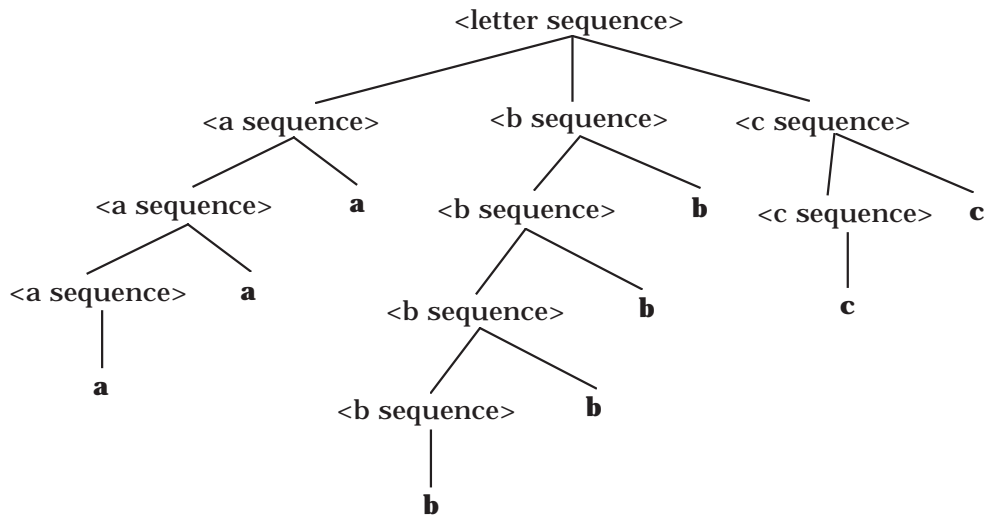 <letter sequence>
<a sequence> <b sequence> <c sequence>
<a sequence> a <b sequence> b <c sequence> c
<a sequence> a <b sequence> b c
a <b sequence> b
b